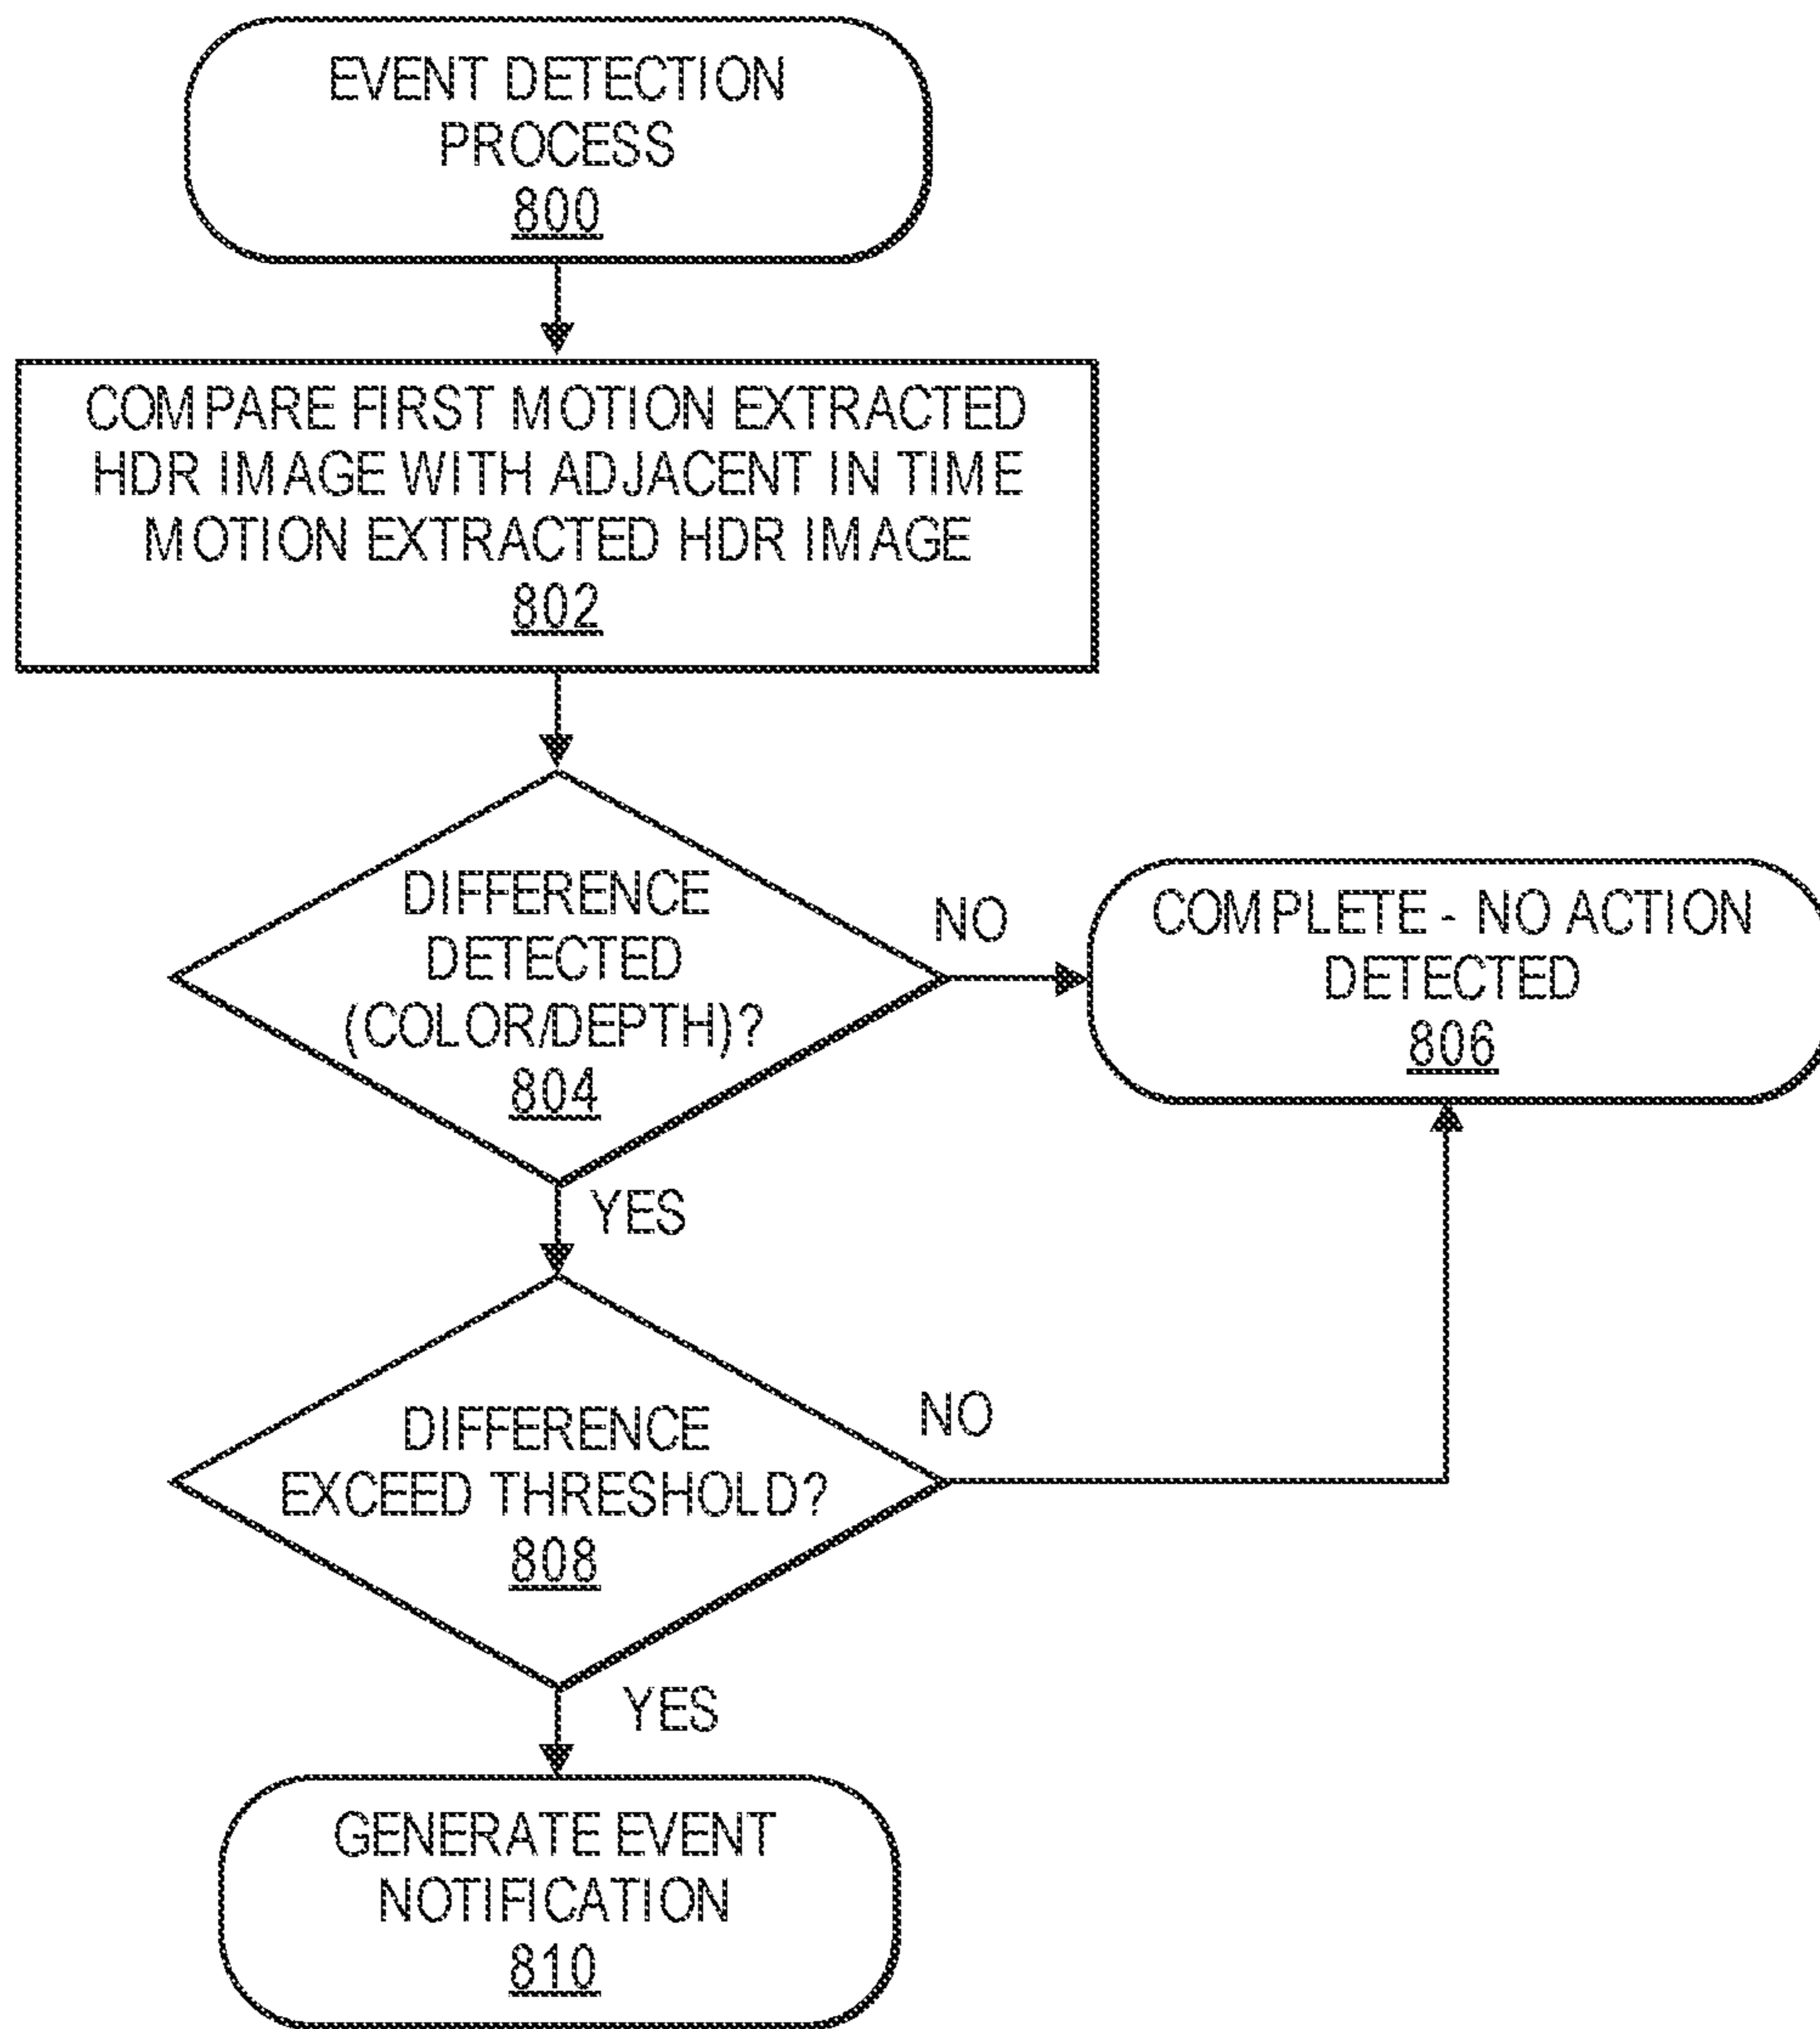 EVENT DETECTION
PROCESS
800
COMPARE FIRST MOTION EXTRACTED
HDR IMAGE WITH ADJACENT IN TIME
MOTION EXTRACTED HDR IMAGE
802
DIFFERENCE
DETECTED
(COLOR/DEPTH)?
804
NO
COMPLETE - NO ACTION
DETECTED
806
YES
DIFFERENCE
EXCEED THRESHOLD?
808
NO
YES
GENERATE EVENT
NOTIFICATION
810